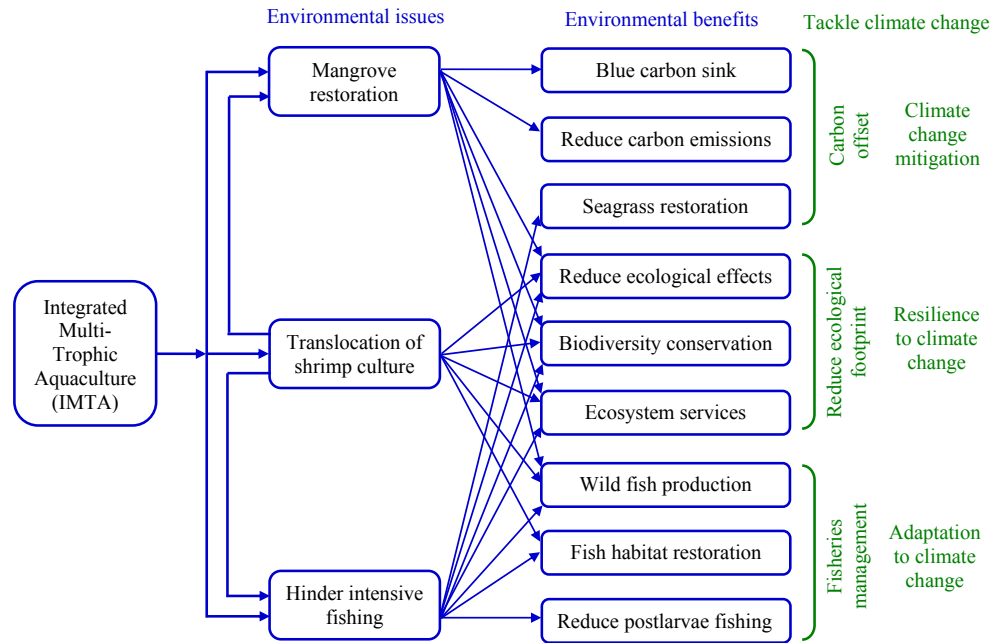 Environmental issues
Environmental benefits
Tackle climate change
Mangrove
restoration
Blue carbon sink
Reduce carbon emissions
Seagrass restoration
Carbon
offset
Climate
change
mitigation
Integrated
Multi-
Trophic
Aquaculture
(IMTA)
Translocation of
shrimp culture
Reduce ecological effects
Biodiversity conservation
Ecosystem services
Reduce ecological
footprint
Resilience
to climate
change
Hinder intensive
fishing
Wild fish production
Fish habitat restoration
Reduce postlarvae fishing
Fisheries
management
Adaptation
to climate
change